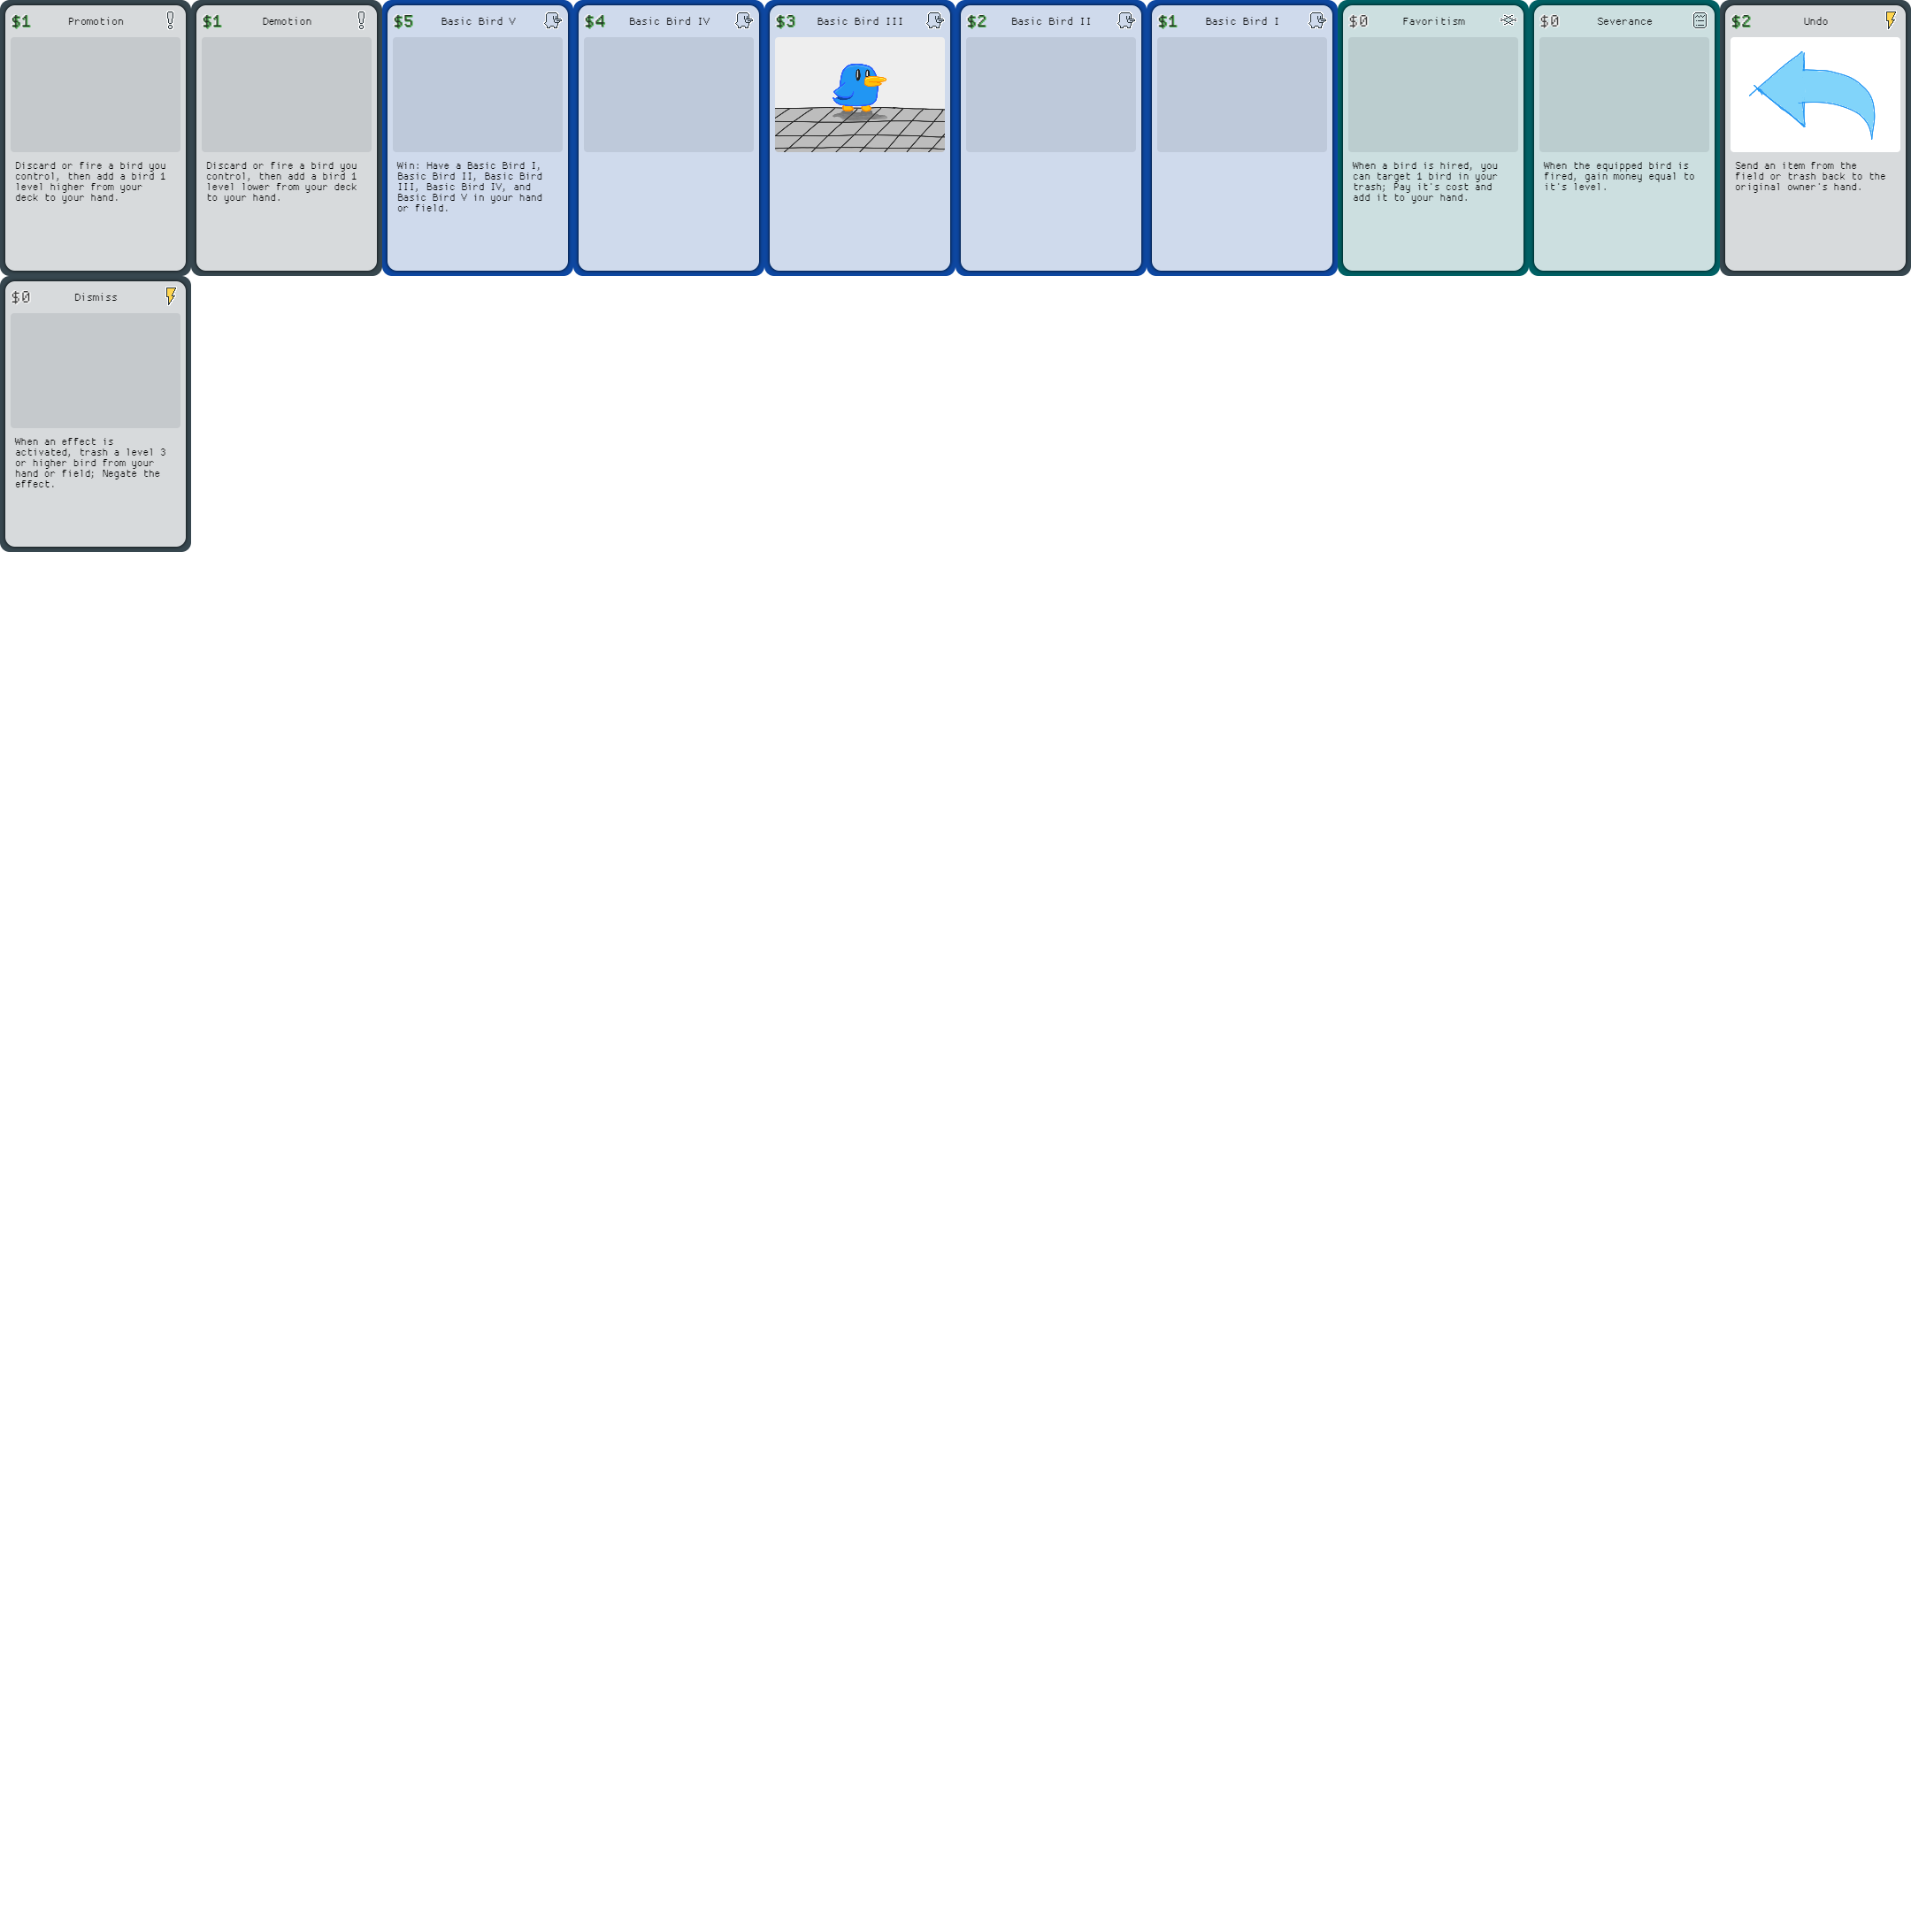 $1 Promotion
Discard or fire a bird you
control, then add a bird 1
level higher from your
deck to your hand.
$1 Demotion
Discard or fire a bird you
control, then add a bird 1
level lower from your deck
to your hand.
$5 Basic Bird V
Win: Have a Basic Bird I,
Basic Bird II, Basic Bird
III, Basic Bird IV, and
Basic Bird V in your hand
or field.
$4 Basic Bird IV
$3 Basic Bird III
$2 Basic Bird II
$1 Basic Bird I
$0 Favoritism
When a bird is hired, you
can target 1 bird in your
trash; Pay it's cost and
add it to your hand.
$0 Severance
When the equipped bird is
fired, gain money equal to
it's level.
$2 Undo
Send an item from the
field or trash back to the
original owner's hand.
$0 Dismiss
When an effect is
activated, trash a level 3
or higher bird from your
hand or field; Negate the
effect.